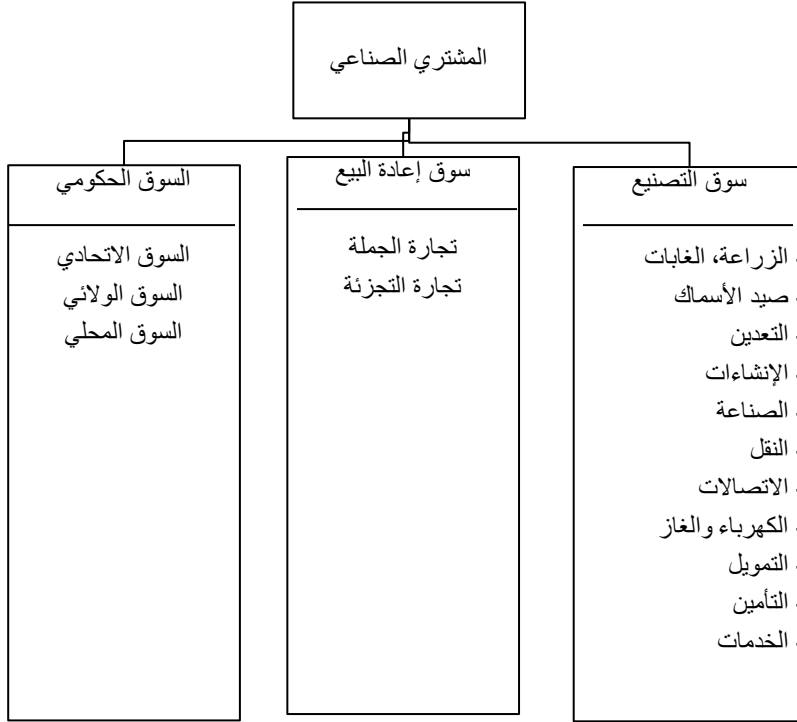 المشتري الصناعي
سوق التصنيع
الزراعة، الغابات
صيد الأسماك
التعدين
الإنشاءات
الصناعة
النقل
الاتصالات
الكهرباء والغاز
التمويل
التأمين
الخدمات
سوق إعادة البيع
تجارة الجملة
تجارة التجزئة
السوق الحكومي
السوق الاتحادي
السوق الولائي
السوق المحلي